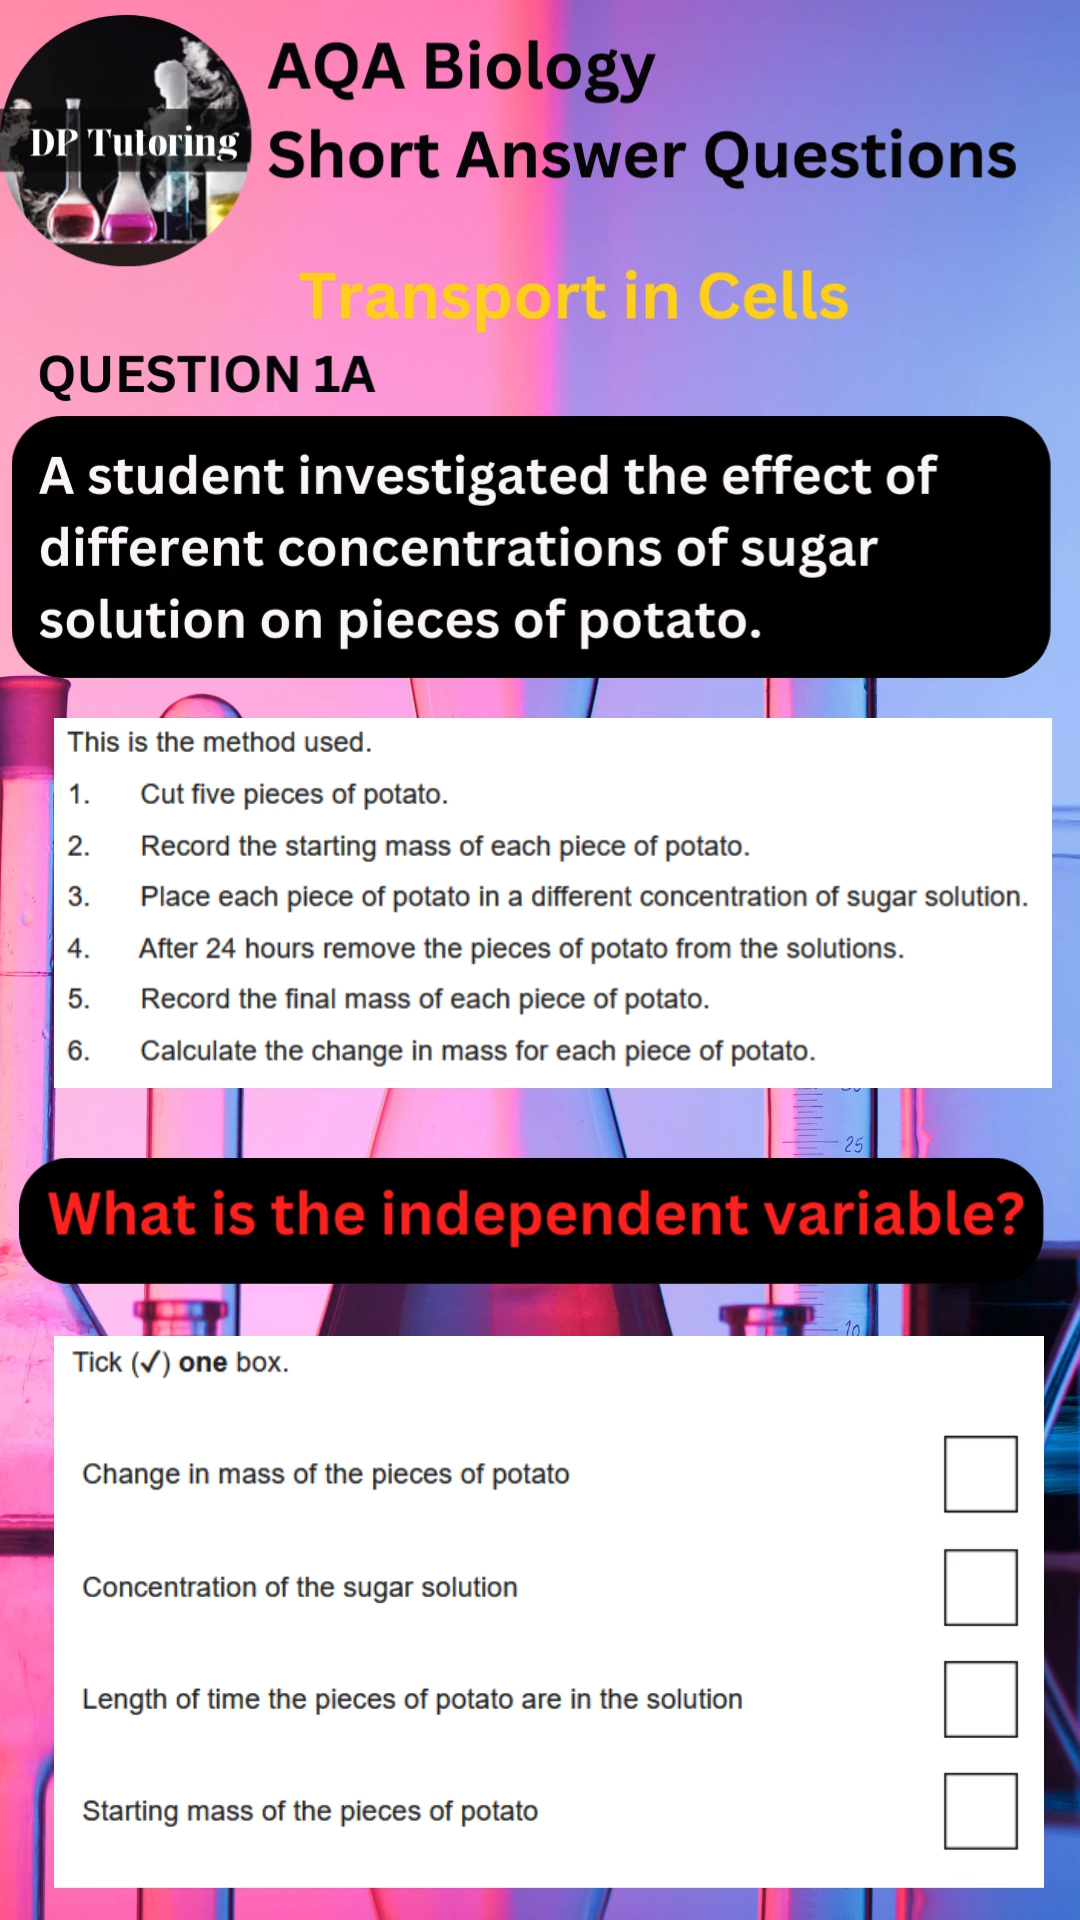 DP Tutoring
AQA Biology
Short Answer Questions
Transport in Cells
QUESTION 1A
A student investigated the effect of
different concentrations of sugar
solution on pieces of potato.
This is the method used.
1. Cut five pieces of potato.
2. Record the starting mass of each piece of potato.
3. Place each piece of potato in a different concentration of sugar solution.
4. After 24 hours remove the pieces of potato from the solutions.
5. Record the final mass of each piece of potato.
6. Calculate the change in mass for each piece of potato.
25
What is the independent variable?
10
Tick (✓) one box.
Change in mass of the pieces of potato
Concentration of the sugar solution
Length of time the pieces of potato are in the solution
Starting mass of the pieces of potato